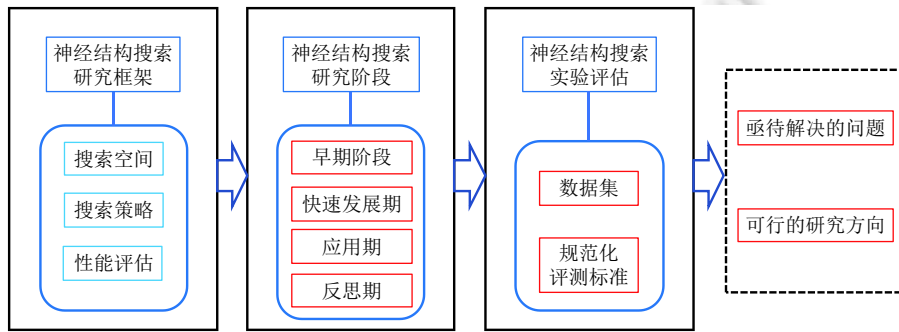 神经结构搜索
研究框架
搜索空间
搜索策略
性能评估
神经结构搜索
研究阶段
早期阶段
快速发展期
应用期
反思期
神经结构搜索
实验评估
数据集
规范化
评测标准
亟待解决的问题
可行的研究方向